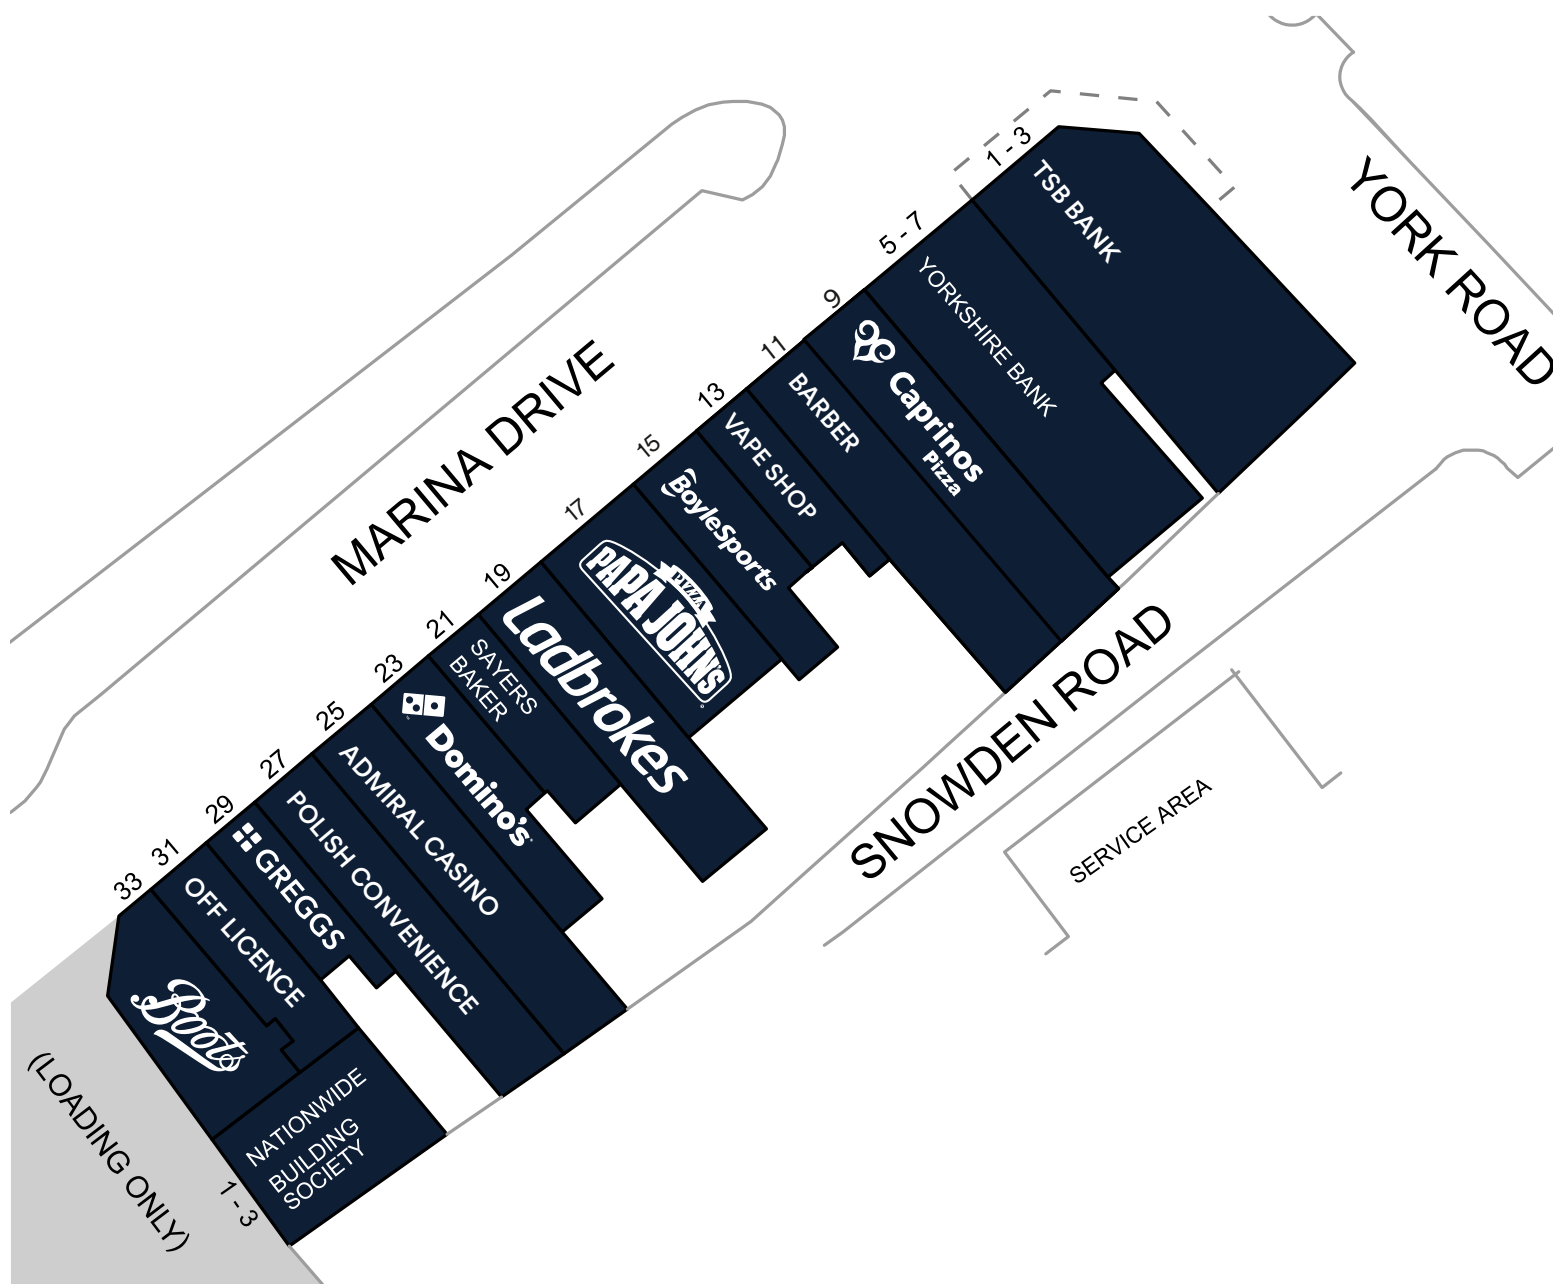 YORK ROAD
1 - 3
TSB BANK
5 - 7
YORKSHIRE BANK
9
Caprinos
Pizza
11
BARBER
13
VAPE SHOP
15
BoyleSports
17
PIZZA
PAPA JOHN'S
19
Ladbrokes
21
SAYERS
BAKER
23
Domino's
25
ADMIRAL CASINO
27
POLISH CONVENIENCE
29
GREGGS
31
OFF LICENCE
33
Boots
NATIONWIDE
BUILDING
SOCIETY
1 - 3
(LOADING ONLY)
MARINA DRIVE
SNOWDEN ROAD
SERVICE AREA